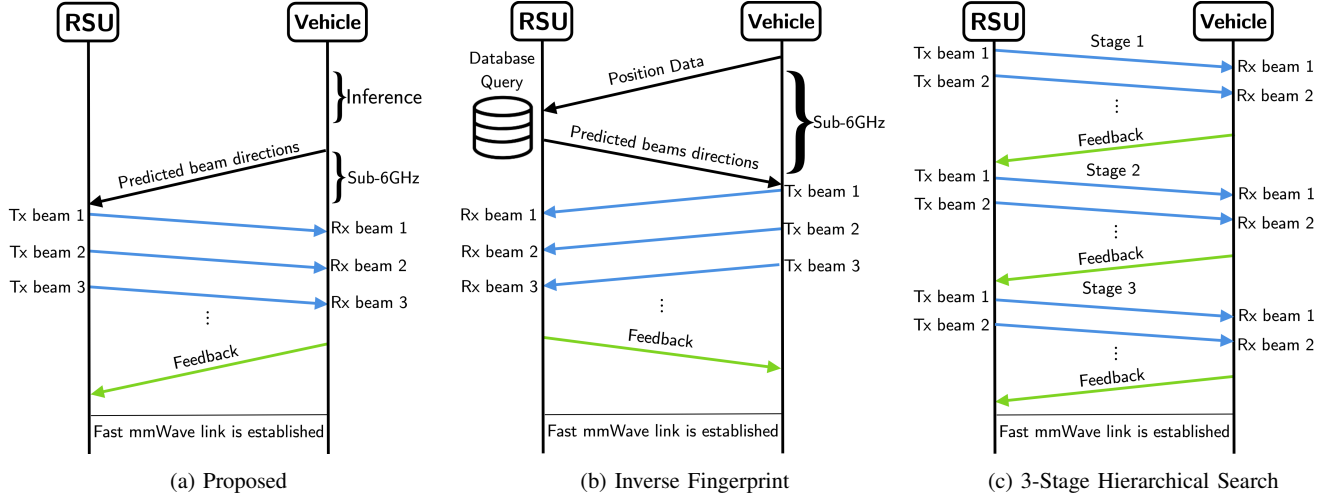 RSU
Vehicle
Inference
Predicted beam directions
Sub-6GHz
Tx beam 1
Rx beam 1
Tx beam 2
Rx beam 2
Tx beam 3
Rx beam 3
⋮
Feedback
Fast mmWave link is established
(a) Proposed
RSU
Vehicle
Database
Query
Position Data
Sub-6GHz
Predicted beams directions
Tx beam 1
Rx beam 1
Tx beam 2
Rx beam 2
Tx beam 3
Rx beam 3
⋮
Feedback
Fast mmWave link is established
(b) Inverse Fingerprint
RSU
Vehicle
Stage 1
Tx beam 1
Rx beam 1
Tx beam 2
Rx beam 2
⋮
Feedback
Stage 2
Tx beam 1
Rx beam 1
Tx beam 2
Rx beam 2
⋮
Feedback
Stage 3
Tx beam 1
Rx beam 1
Tx beam 2
Rx beam 2
⋮
Feedback
Fast mmWave link is established
(c) 3-Stage Hierarchical Search